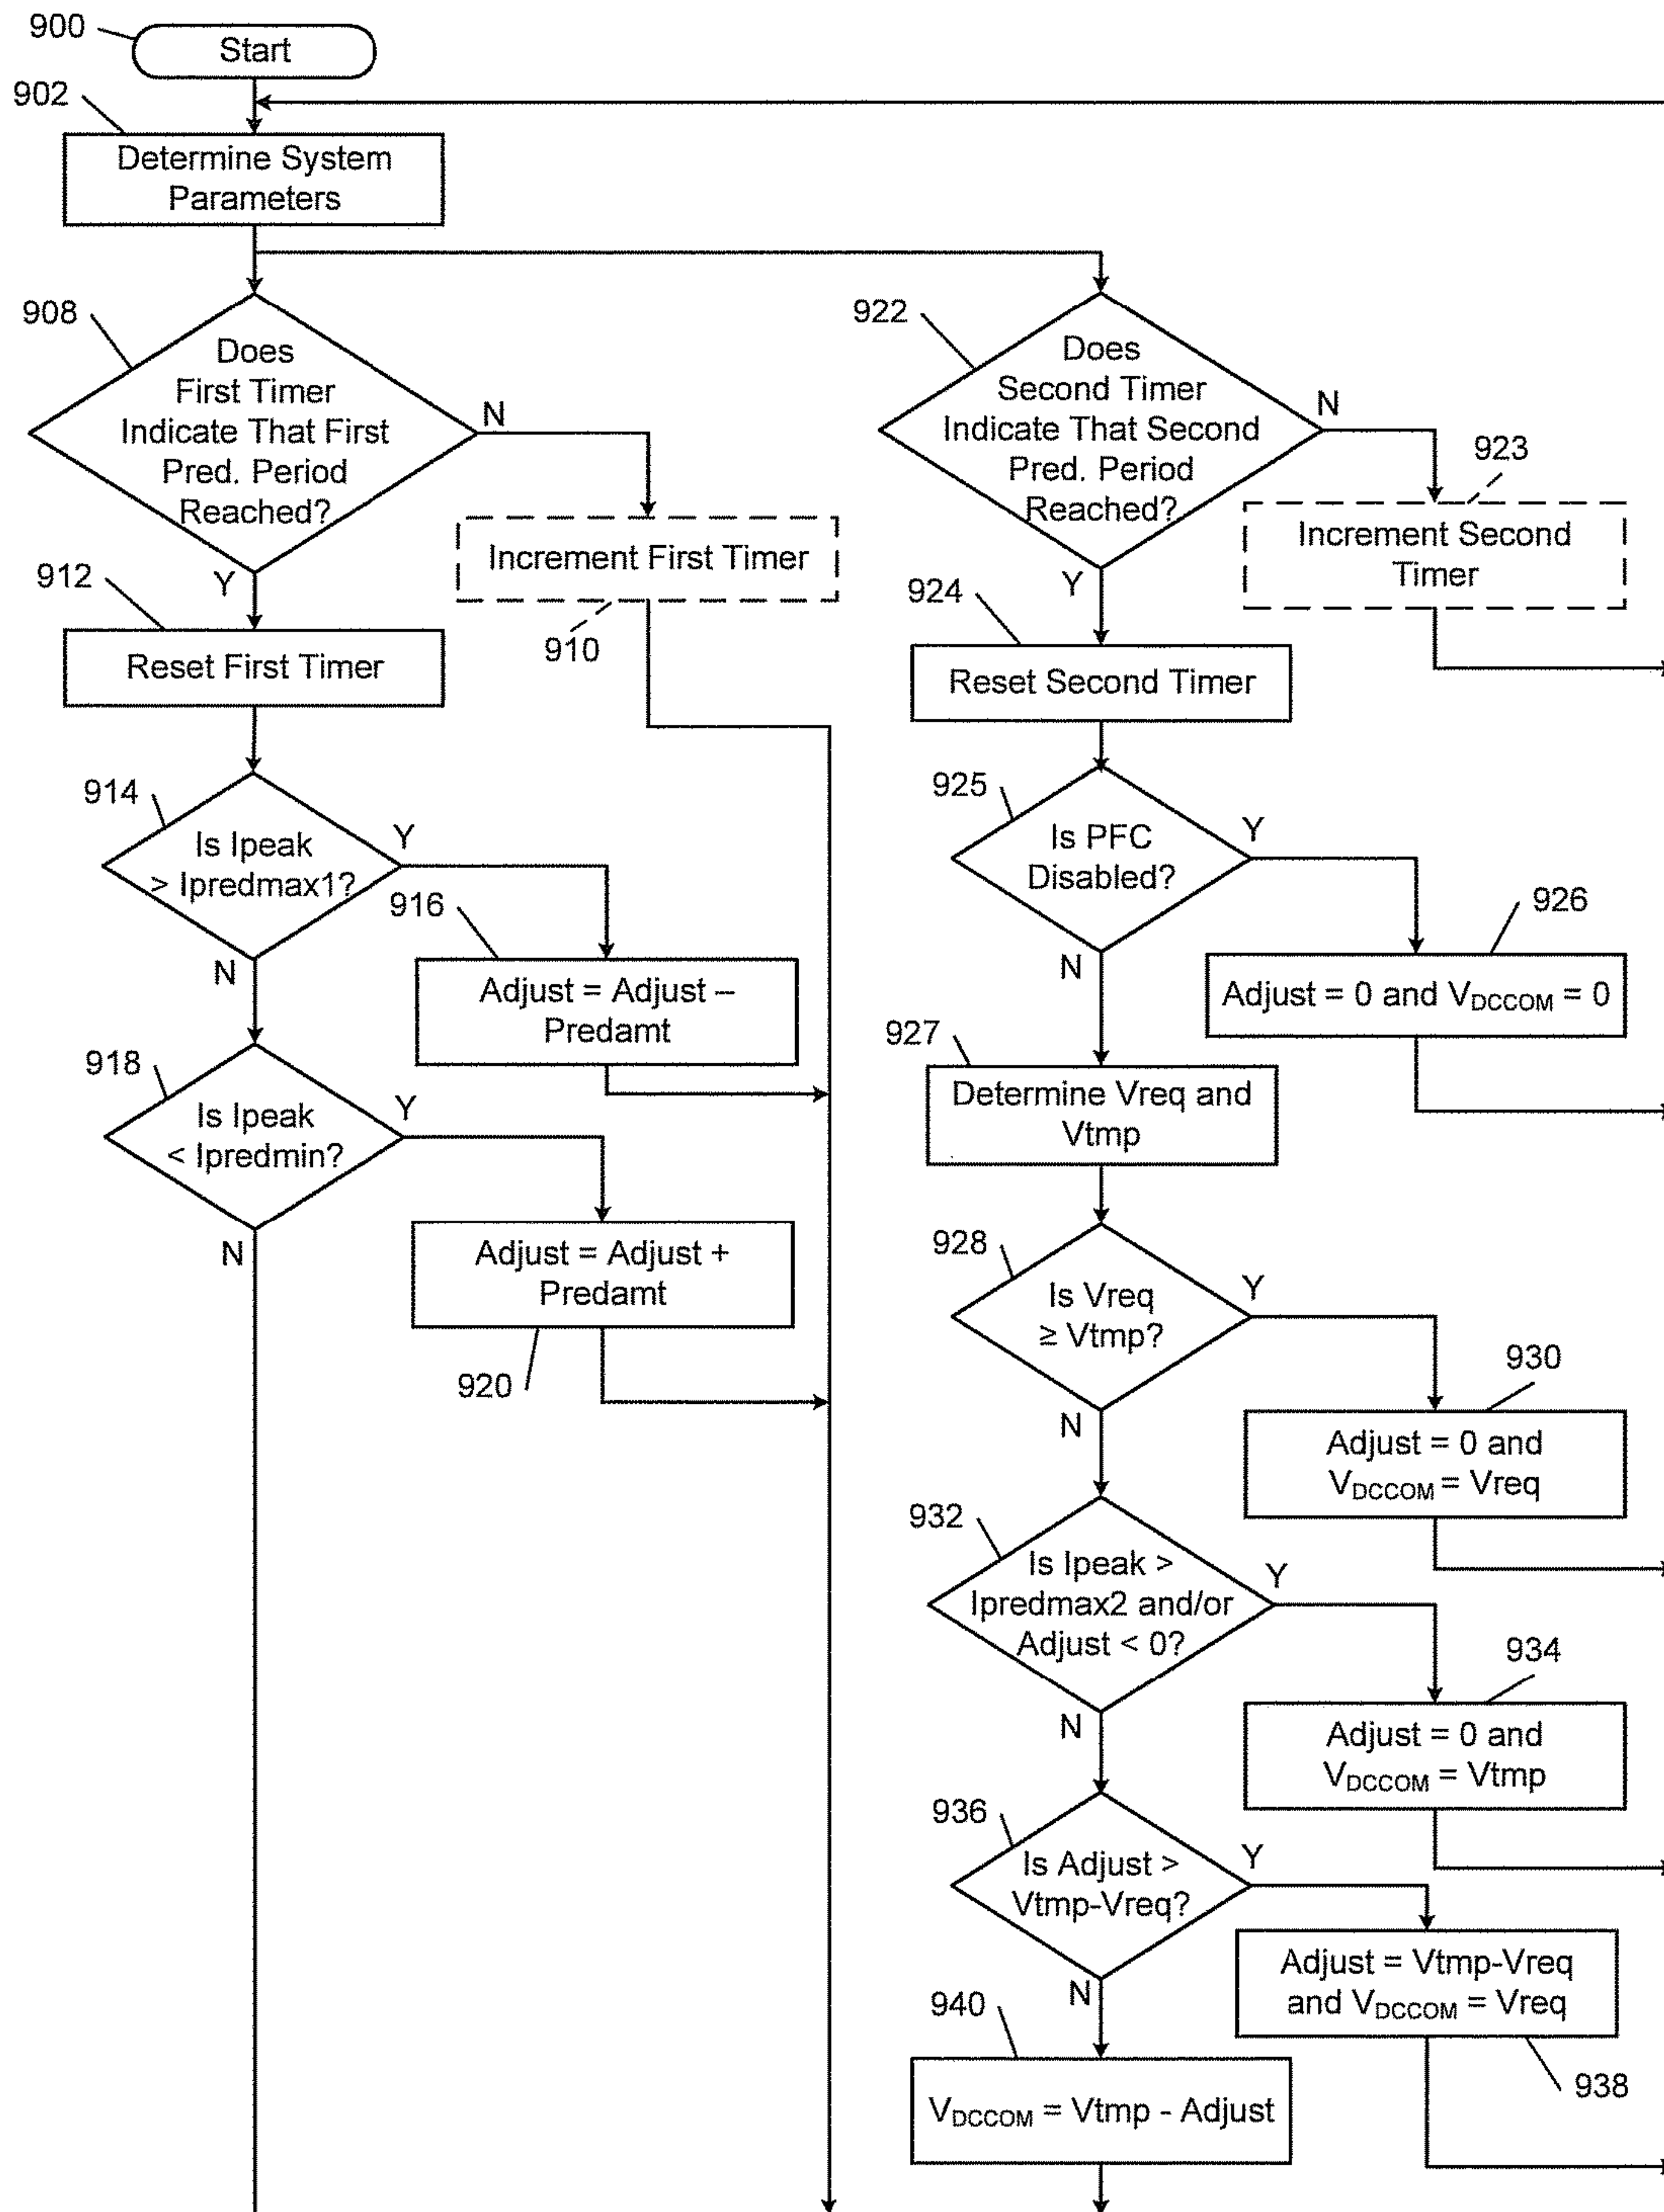 900
Start
902
Determine System
Parameters
908
Does
First Timer
Indicate That First
Pred. Period
Reached?
N
Y
Increment First Timer
910
912
Reset First Timer
914
Is Ipeak
> Ipredmax1?
Y
N
916
Adjust = Adjust –
Predamt
918
Is Ipeak
< Ipredmin?
Y
N
Adjust = Adjust +
Predamt
920
922
Does
Second Timer
Indicate That Second
Pred. Period
Reached?
N
Y
923
Increment Second
Timer
924
Reset Second Timer
925
Is PFC
Disabled?
Y
N
926
Adjust = 0 and VDCCOM = 0
927
Determine Vreq and
Vtmp
928
Is Vreq
≥ Vtmp?
Y
N
930
Adjust = 0 and
VDCCOM = Vreq
932
Is Ipeak >
Ipredmax2 and/or
Adjust < 0?
Y
N
934
Adjust = 0 and
VDCCOM = Vtmp
936
Is Adjust >
Vtmp-Vreq?
Y
N
Adjust = Vtmp-Vreq
and VDCCOM = Vreq
938
940
VDCCOM = Vtmp - Adjust